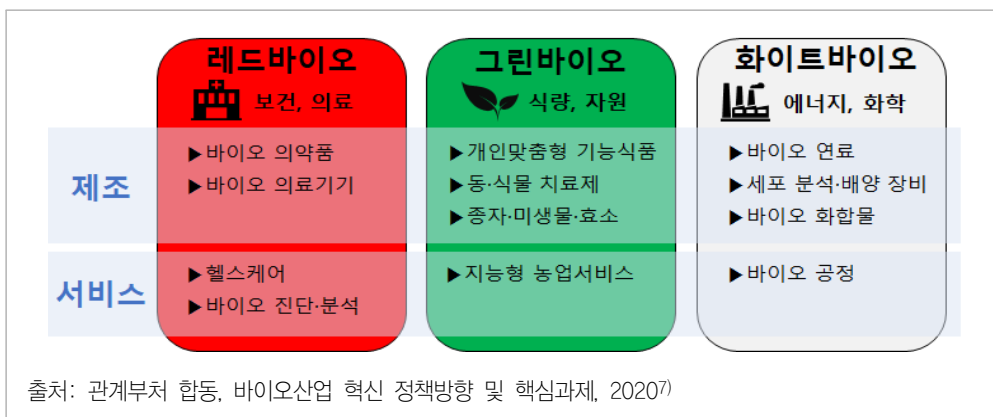 레드바이오
보건, 의료
그린바이오
식량, 자원
화이트바이오
에너지, 화학
제조
▶바이오 의약품
▶바이오 의료기기
▶개인맞춤형 기능식품
▶동·식물 치료제
▶종자·미생물·효소
▶바이오 연료
▶세포 분석·배양 장비
▶바이오 화합물
서비스
▶헬스케어
▶바이오 진단·분석
▶지능형 농업서비스
▶바이오 공정
출처: 관계부처 합동, 바이오산업 혁신 정책방향 및 핵심과제, 2020⁷⁾